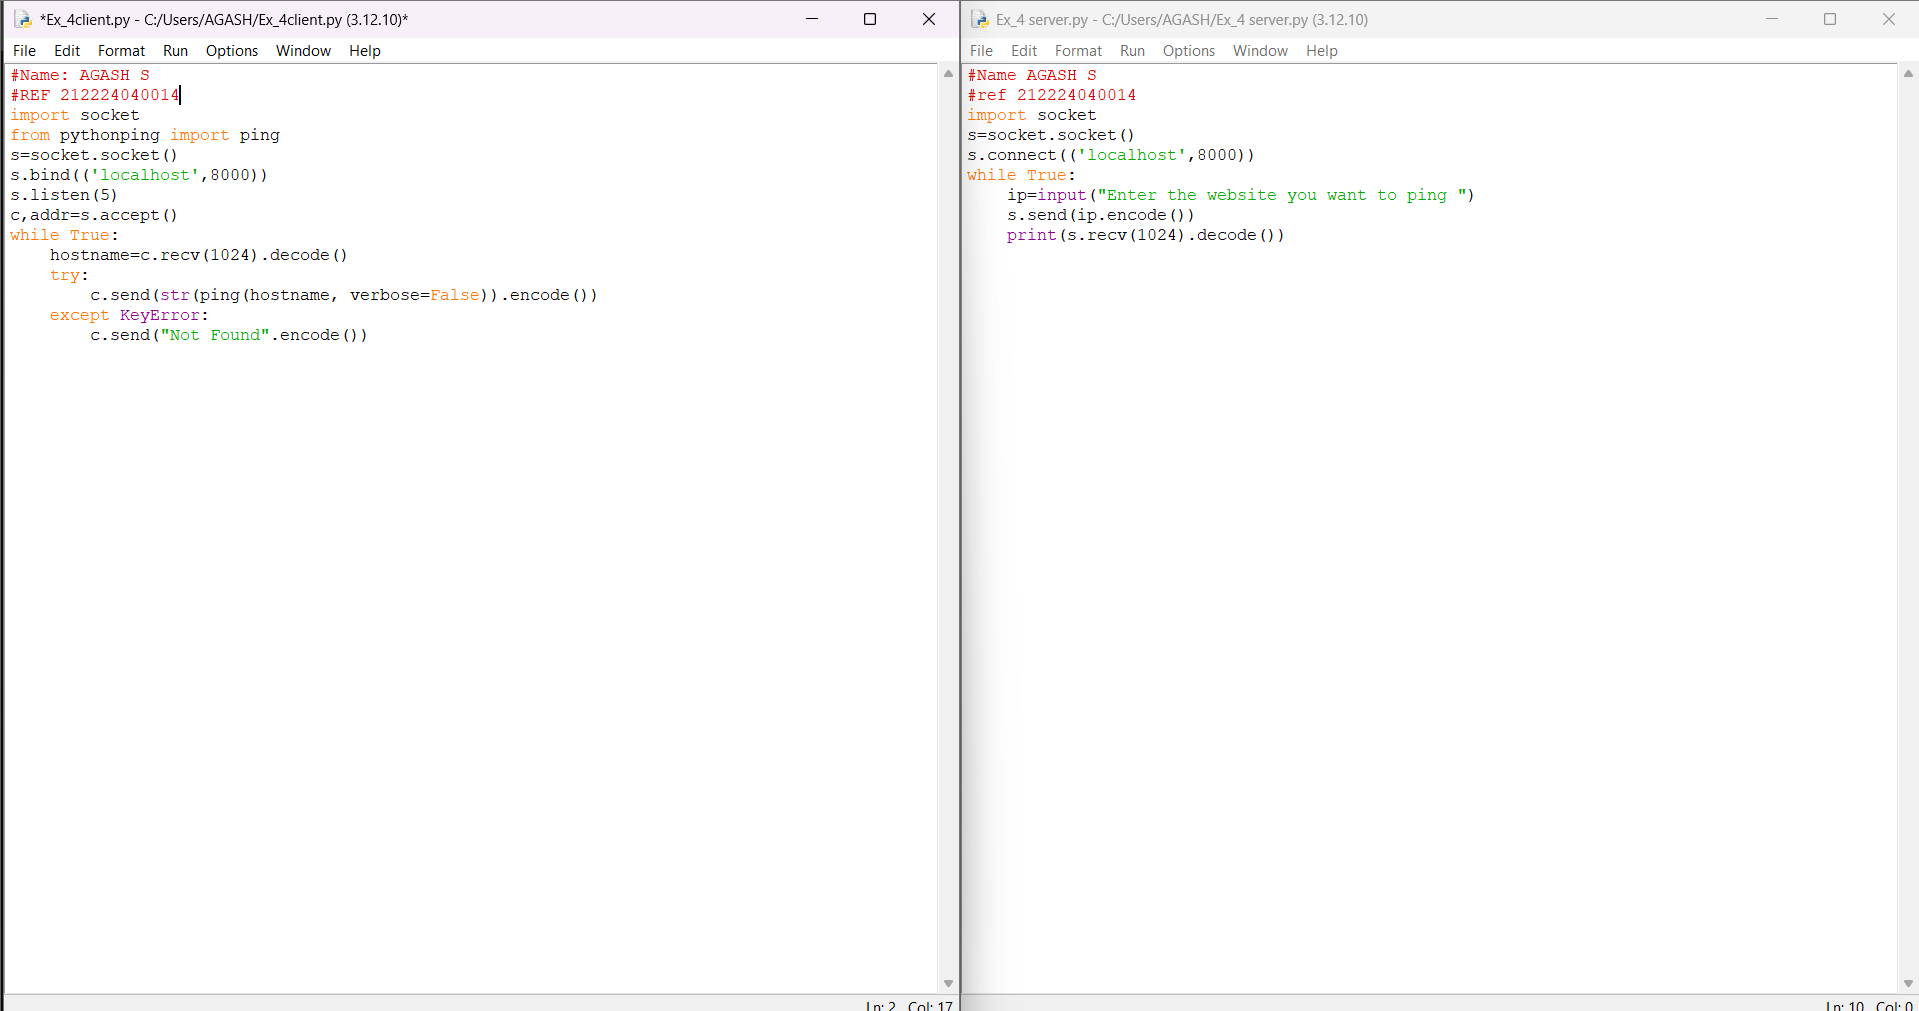 *Ex_4client.py - C:/Users/AGASH/Ex_4client.py (3.12.10)*
File Edit Format Run Options Window Help
#Name: AGASH S
#REF 212224040014
import socket
from pythonping import ping
s=socket.socket()
s.bind(('localhost',8000))
s.listen(5)
c,addr=s.accept()
while True:
    hostname=c.recv(1024).decode()
    try:
        c.send(str(ping(hostname, verbose=False)).encode())
    except KeyError:
        c.send("Not Found".encode())
Ln: 2 Col: 17
Ex_4 server.py - C:/Users/AGASH/Ex_4 server.py (3.12.10)
File Edit Format Run Options Window Help
#Name AGASH S
#ref 212224040014
import socket
s=socket.socket()
s.connect(('localhost',8000))
while True:
    ip=input("Enter the website you want to ping ")
    s.send(ip.encode())
    print(s.recv(1024).decode())
Ln: 10 Col: 0